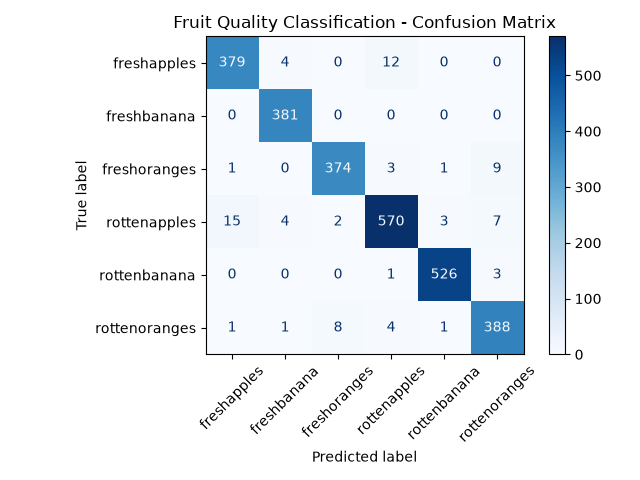 Fruit Quality Classification - Confusion Matrix
freshapples 379 4 0 12 0 0
freshbanana 0 381 0 0 0 0
freshoranges 1 0 374 3 1 9
rottenapples 15 4 2 570 3 7
rottenbanana 0 0 0 1 526 3
rottenoranges 1 1 8 4 1 388
True label
freshapples freshbanana freshoranges rottenapples rottenbanana rottenoranges
Predicted label
500
400
300
200
100
0